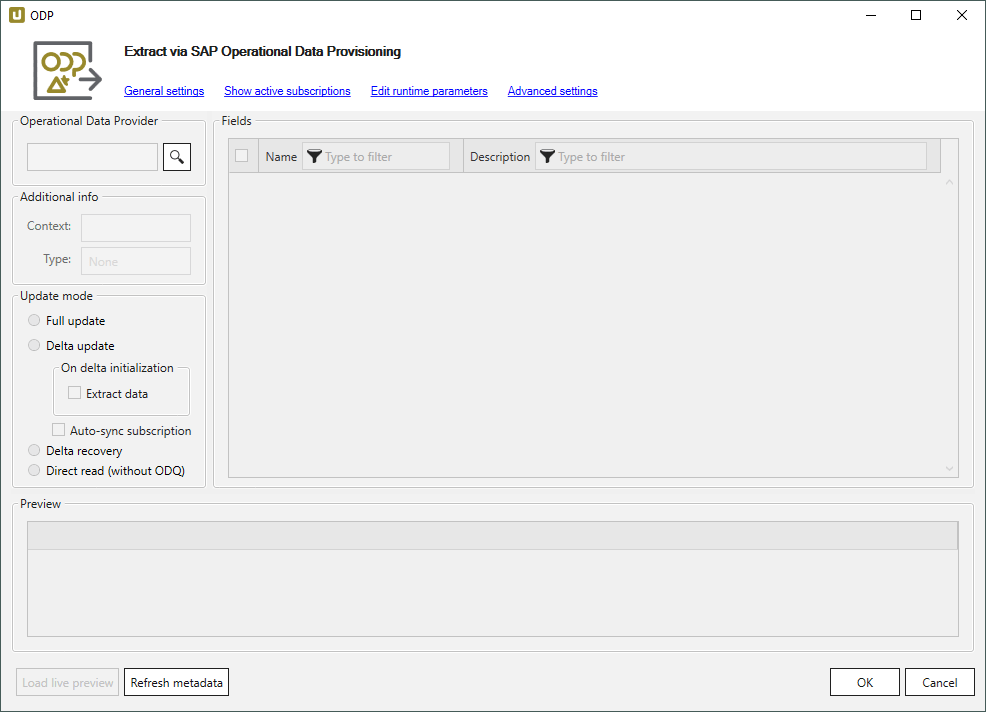 ODP
ODP
Extract via SAP Operational Data Provisioning
General settings Show active subscriptions Edit runtime parameters Advanced settings
Operational Data Provider
Additional info
Context:
Type: None
Update mode
Full update
Delta update
On delta initialization
Extract data
Auto-sync subscription
Delta recovery
Direct read (without ODQ)
Fields
Name Type to filter Description Type to filter
Preview
Load live preview Refresh metadata OK Cancel